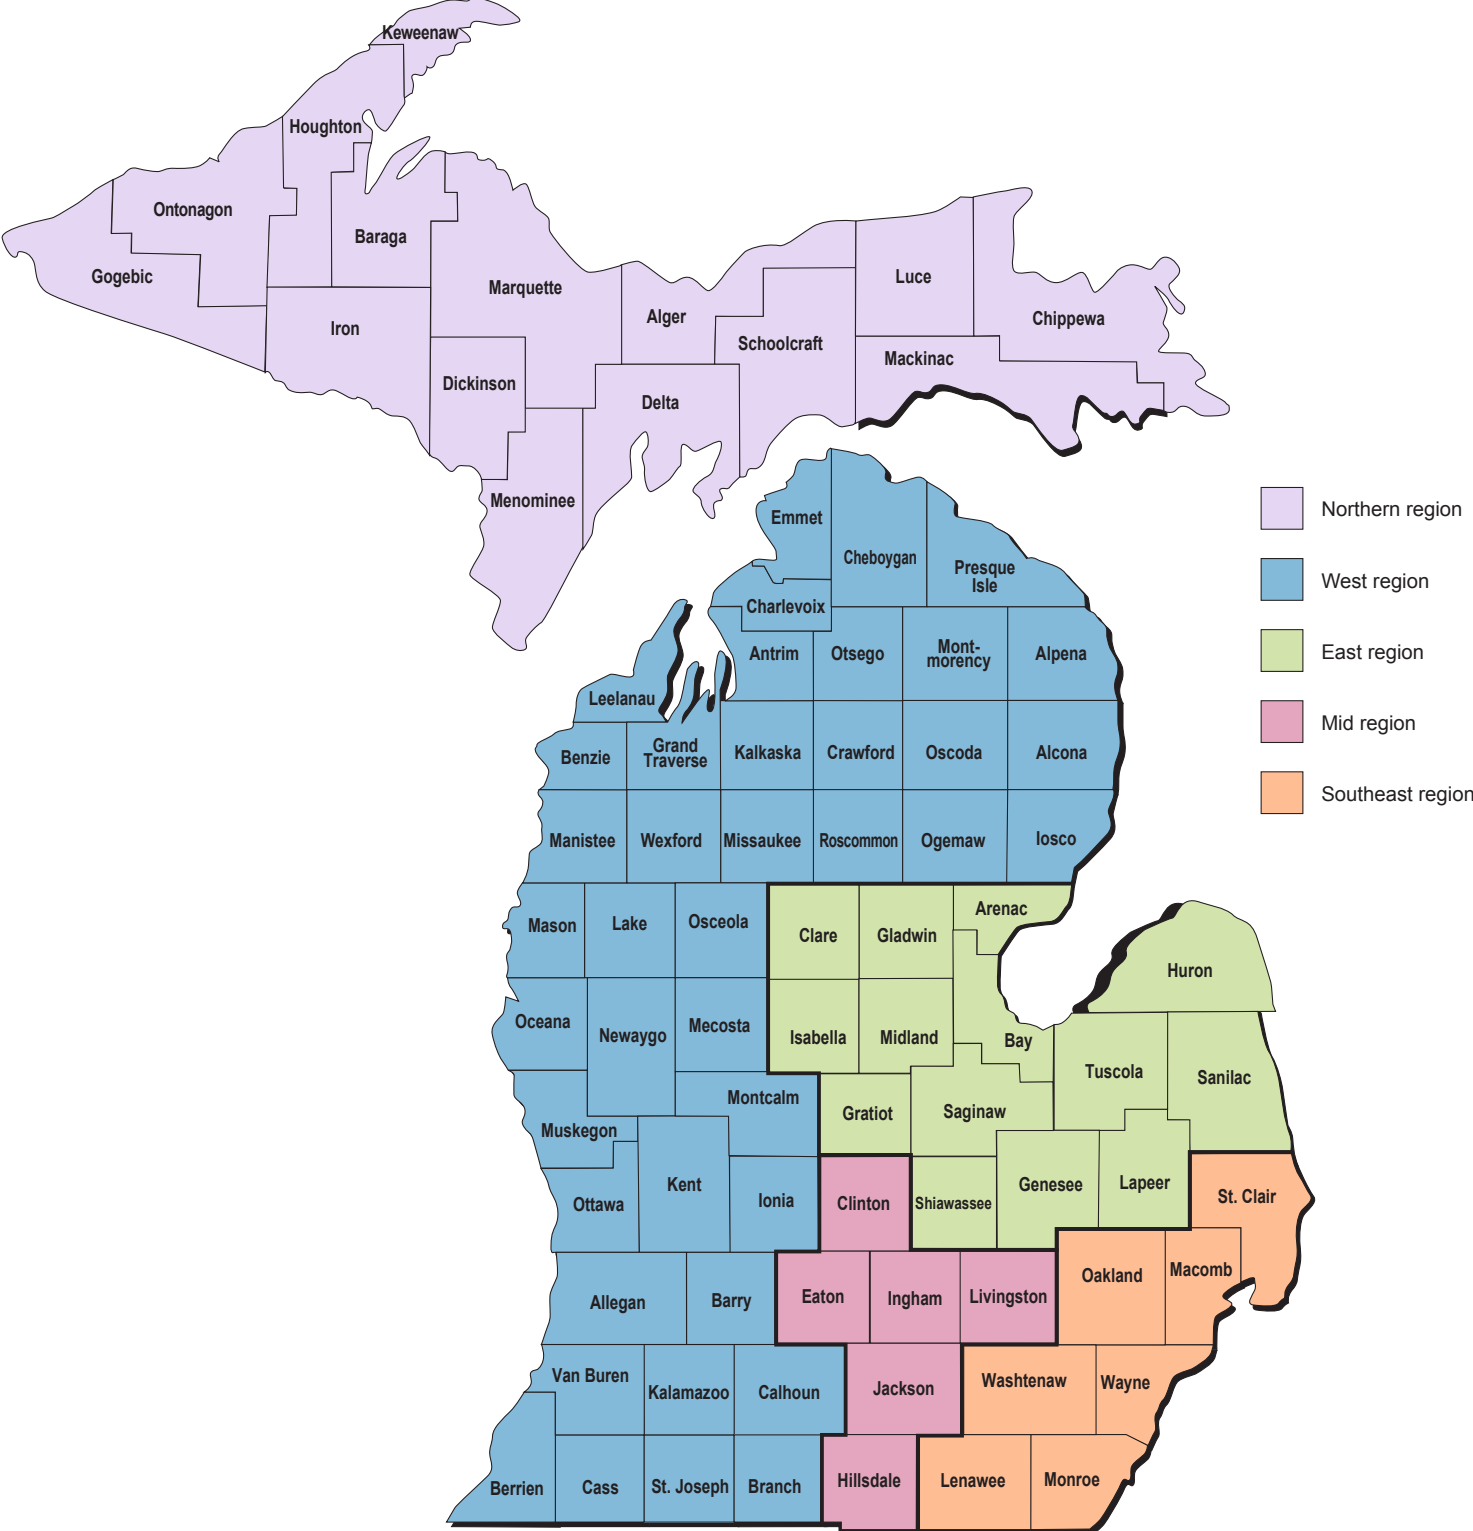 Keweenaw
Houghton
Ontonagon
Baraga
Gogebic
Marquette
Luce
Iron
Alger
Chippewa
Schoolcraft
Mackinac
Dickinson
Delta
Menominee
Northern region
West region
East region
Mid region
Southeast region
Emmet
Cheboygan
Presque
Isle
Charlevoix
Antrim
Otsego
Mont-
morency
Alpena
Leelanau
Benzie
Grand
Traverse
Kalkaska
Crawford
Oscoda
Alcona
Manistee
Wexford
Missaukee
Roscommon
Ogemaw
Iosco
Mason
Lake
Osceola
Clare
Gladwin
Arenac
Huron
Oceana
Newaygo
Mecosta
Isabella
Midland
Bay
Tuscola
Sanilac
Montcalm
Gratiot
Saginaw
Muskegon
Kent
Ottawa
Ionia
Clinton
Shiawassee
Genesee
Lapeer
St. Clair
Allegan
Barry
Eaton
Ingham
Livingston
Oakland
Macomb
Van Buren
Kalamazoo
Calhoun
Jackson
Washtenaw
Wayne
Berrien
Cass
St. Joseph
Branch
Hillsdale
Lenawee
Monroe